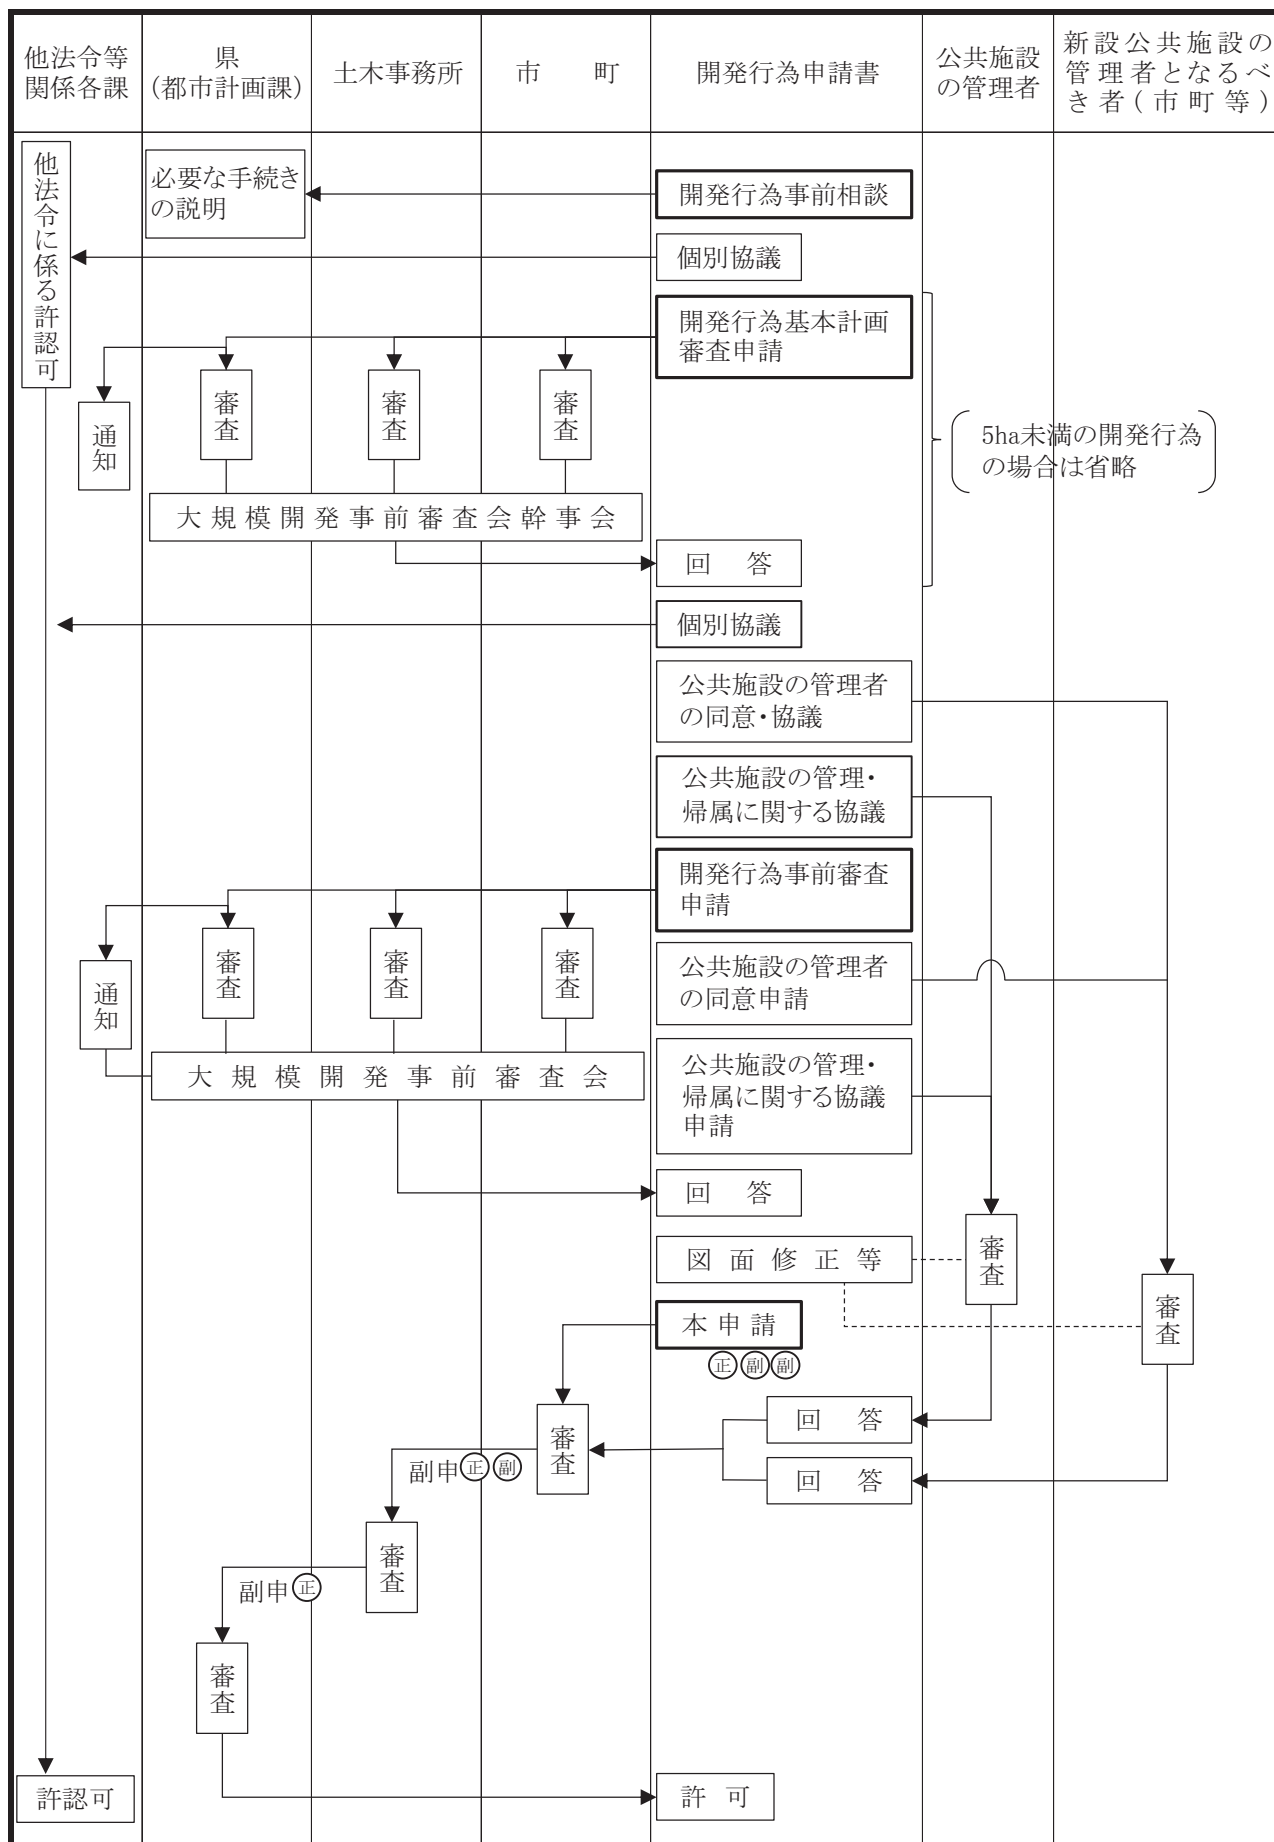 他法令等
関係各課
県
(都市計画課)
土木事務所
市　町
開発行為申請書
公共施設
の管理者
新設公共施設の
管理者となるべ
き者(市町等)
他法令に係る許認可
必要な手続き
の説明
開発行為事前相談
個別協議
開発行為基本計画
審査申請
審査
審査
審査
通知
5ha未満の開発行為
の場合は省略
大規模開発事前審査会幹事会
回　答
個別協議
公共施設の管理者
の同意・協議
公共施設の管理・
帰属に関する協議
開発行為事前審査
申請
審査
審査
審査
通知
公共施設の管理者
の同意申請
大規模開発事前審査会
公共施設の管理・
帰属に関する協議
申請
回　答
図面修正等
審査
審査
本申請
㊣副副
回　答
審査
副申㊣副
回　答
審査
副申㊣
審査
許認可
許　可